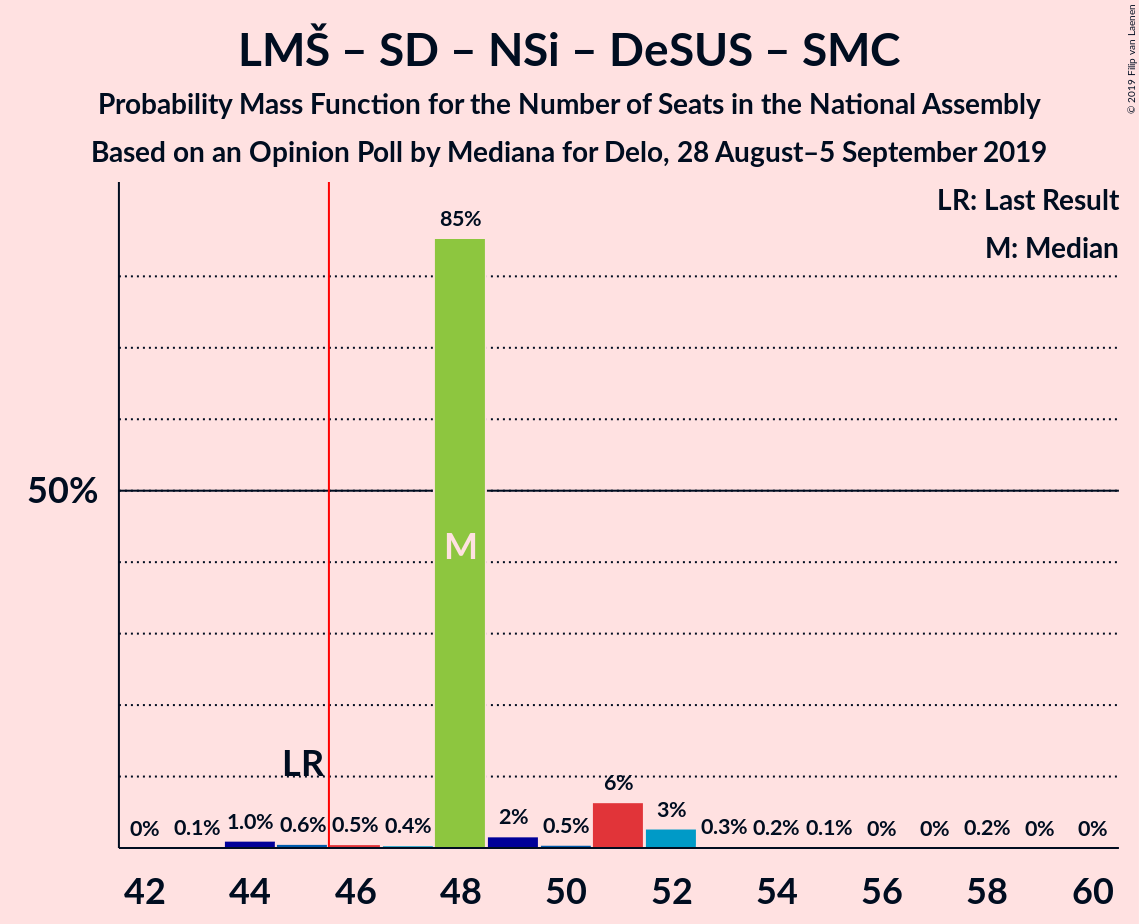 LMŠ – SD – NSi – DeSUS – SMC
Probability Mass Function for the Number of Seats in the National Assembly
Based on an Opinion Poll by Mediana for Delo, 28 August–5 September 2019
© 2019 Filip van Laenen
LR: Last Result
M: Median
85%
50%
M
LR
0% 0.1% 1.0% 0.6% 0.5% 0.4% 2% 0.5% 6% 3% 0.3% 0.2% 0.1% 0% 0% 0.2% 0% 0%
42 44 46 48 50 52 54 56 58 60